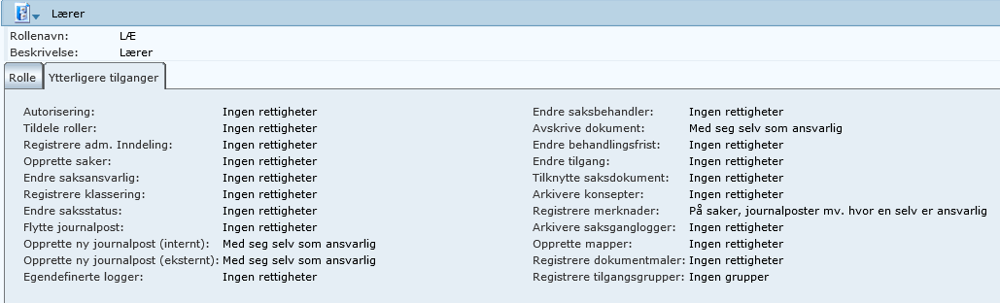 Lærer
Rollenavn: LÆ
Beskrivelse: Lærer
Rolle Ytterligere tilganger
Autorisering: Ingen rettigheter
Tildele roller: Ingen rettigheter
Registrere adm. Inndeling: Ingen rettigheter
Opprette saker: Ingen rettigheter
Endre saksansvarlig: Ingen rettigheter
Registrere klassering: Ingen rettigheter
Endre saksstatus: Ingen rettigheter
Flytte journalpost: Ingen rettigheter
Opprette ny journalpost (internt): Med seg selv som ansvarlig
Opprette ny journalpost (eksternt): Med seg selv som ansvarlig
Egendefinerte logger: Ingen rettigheter
Endre saksbehandler: Ingen rettigheter
Avskrive dokument: Med seg selv som ansvarlig
Endre behandlingsfrist: Ingen rettigheter
Endre tilgang: Ingen rettigheter
Tilknytte saksdokument: Ingen rettigheter
Arkivere konsepter: Ingen rettigheter
Registrere merknader: På saker, journalposter mv. hvor en selv er ansvarlig
Arkivere saksganglogger: Ingen rettigheter
Opprette mapper: Ingen rettigheter
Registrere dokumentmaler: Ingen rettigheter
Registrere tilgangsgrupper: Ingen grupper